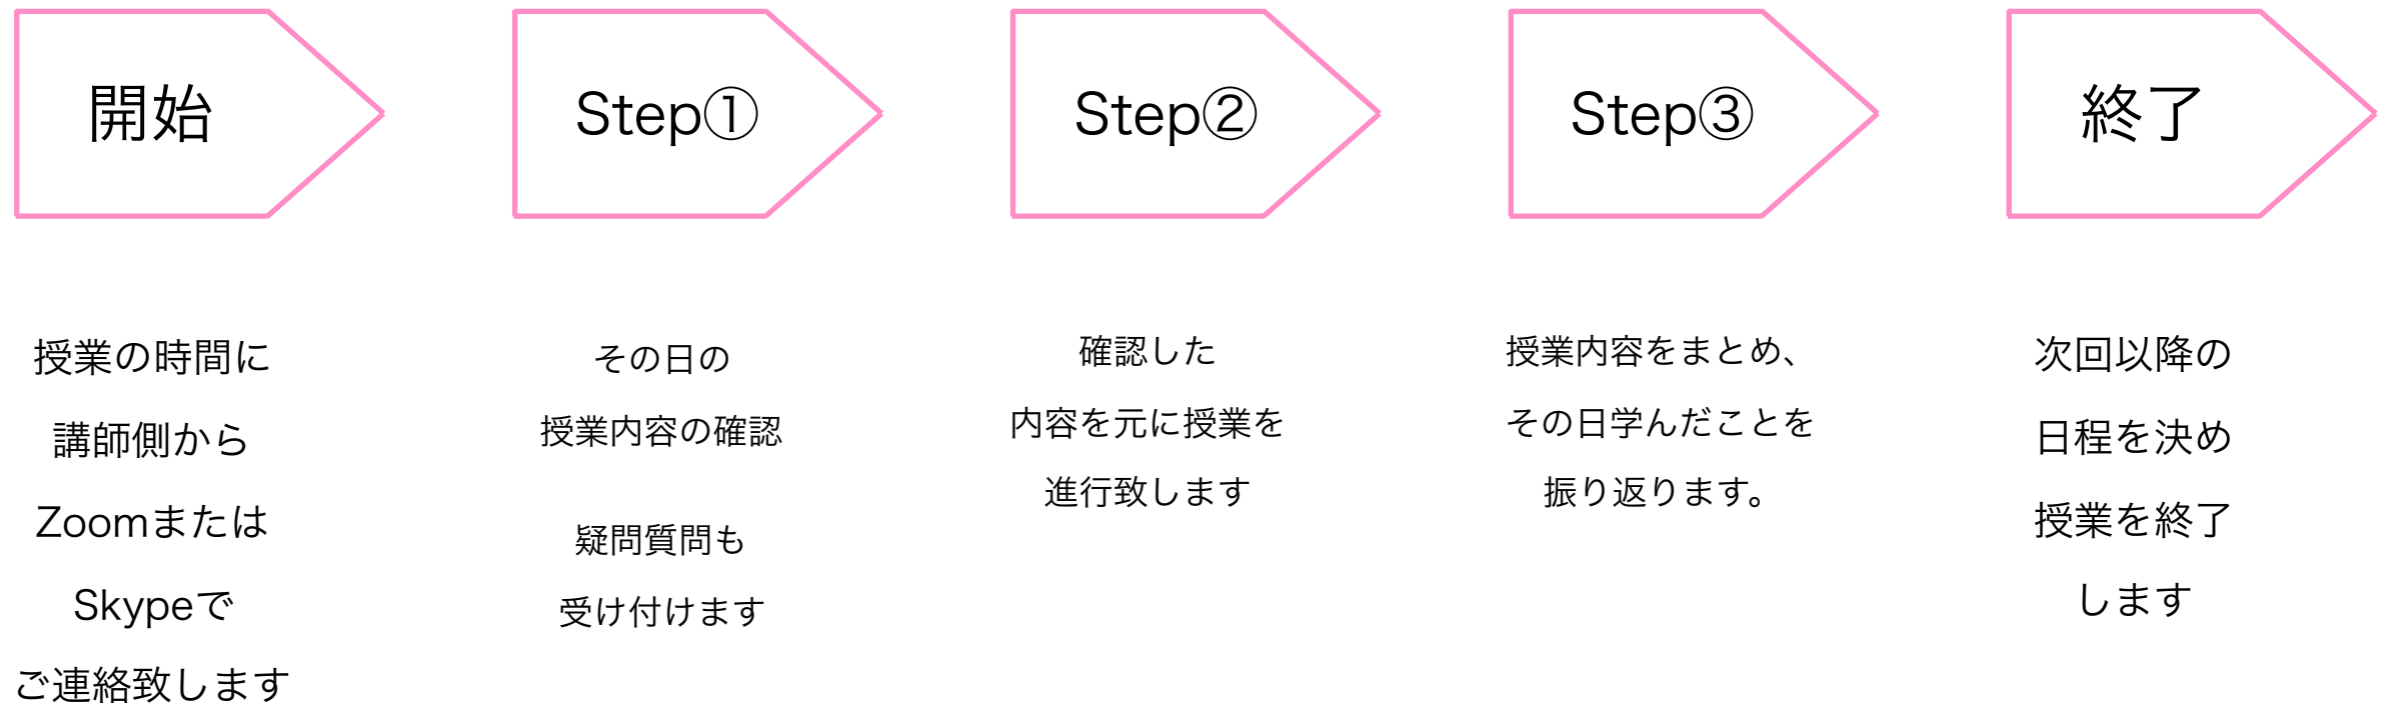 開始
授業の時間に
講師側から
Zoomまたは
Skypeで
ご連絡致します
Step①
その日の
授業内容の確認
疑問質問も
受け付けます
Step②
確認した
内容を元に授業を
進行致します
Step③
授業内容をまとめ、
その日学んだことを
振り返ります。
終了
次回以降の
日程を決め
授業を終了
します